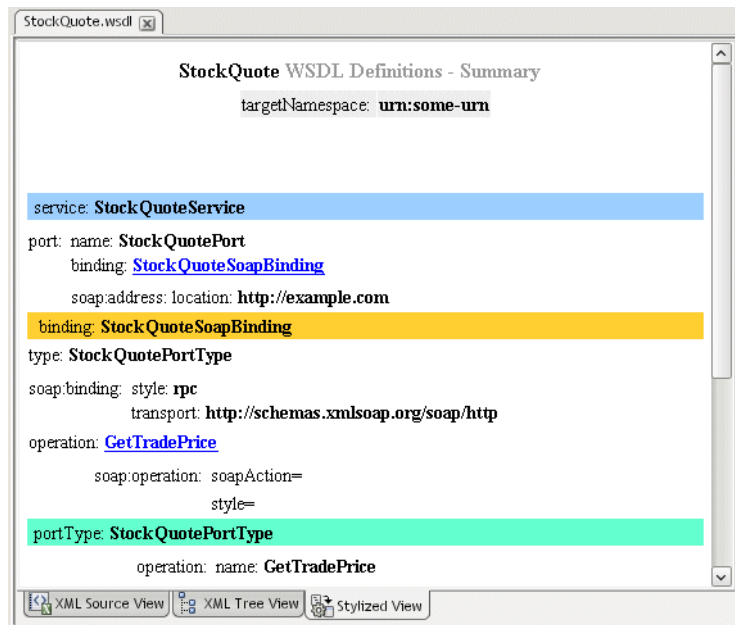 StockQuote.wsdl
StockQuote WSDL Definitions - Summary
targetNamespace: urn:some-urn
service: StockQuoteService
port: name: StockQuotePort
binding: StockQuoteSoapBinding
soap:address: location: http://example.com
binding: StockQuoteSoapBinding
type: StockQuotePortType
soap:binding: style: rpc
transport: http://schemas.xmlsoap.org/soap/http
operation: GetTradePrice
soap:operation: soapAction=
style=
portType: StockQuotePortType
operation: name: GetTradePrice
XML Source View XML Tree View Stylized View